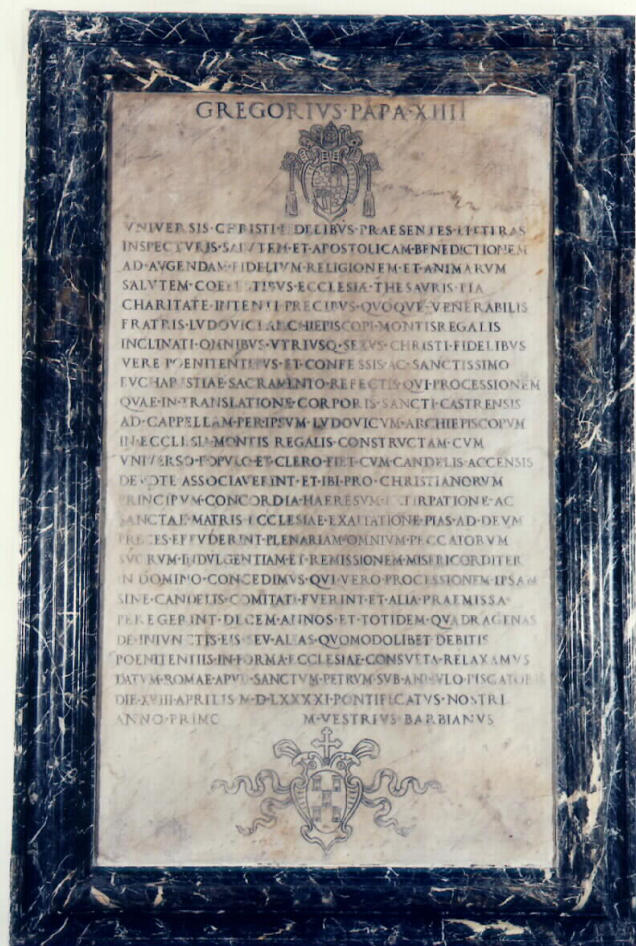 GREGORIVS·PAPA·XIIII
VNIVERSIS·CHRISTI·FIDELIBVS·PRAESENTES·LITTERAS
INSPECTVRIS·SALVTEM·ET·APOSTOLICAM·BENEDICTIONEM
AD·AVGENDAM·FIDELIVM·RELIGIONEM·ET·ANIMARVM
SALVTEM·COELESTIBVS·ECCLESIA·THESAVRIS·PIA
CHARITATE·INTENTI·PRECIBVS·QVOQVE·VENERABILIS
FRATRIS·LVDOVICI·ARCHIEPISCOPI·MONTISREGALIS
INCLINATI·OMNIBVS·VTRIVSQ·SEXVS·CHRISTI·FIDELIBVS
VERE POENITENTIBVS·ET·CONFESSIS·AC·SANCTISSIMO
EVCHARISTIAE·SACRAMENTO·REFECTIS·QVI·PROCESSIONEM
QVAE·IN·TRANSLATIONE·CORPORIS·SANCTI·CASTRENSIS
AD·CAPPELLAM·PER·IPSVM·LVDOVICVM·ARCHIEPISCOPVM
IN·ECCLESIA·MONTIS REGALIS·CONSTRVCTAM·CVM
VNIVERSO·POPVLO·ET·CLERO·FIET·CVM·CANDELIS·ACCENSIS
DEVOTE ASSOCIAVERINT·ET·IBI·PRO·CHRISTIANORVM
PRINCIPVM·CONCORDIA·HAERESVM·EXTIRPATIONE·AC
SANCTAE·MATRIS·ECCLESIAE·EXALTATIONE·PIAS·AD·DEVM
PRECES·EFFVDERINT·PLENARIAM·OMNIVM·PECCATORVM
SVORVM·INDVLGENTIAM·ET·REMISSIONEM·MISERICORDITER
IN DOMINO·CONCEDIMVS·QVI·VERO·PROCESSIONEM·IPSAM
SINE·CANDELIS·COMITATI·FVERINT·ET·ALIA·PRAEMISSA
PEREGERINT·DECEM·ANNOS·ET·TOTIDEM·QVADRAGENAS
DE·INIVNCTIS·EIS·SEV·ALIAS·QVOMODOLIBET·DEBITIS
POENITENTIIS·IN·FORMA·ECCLESIAE·CONSVETA·RELAXAMVS
DATVM·ROMAE·APVD·SANCTVM·PETRVM·SVB·ANNVLO·PISCATORIS
DIE·XVIII·APRILIS M·D·LXXXXI·PONTIFICATVS·NOSTRI
ANNO·PRIMO M·VESTRIVS·BARBIANVS